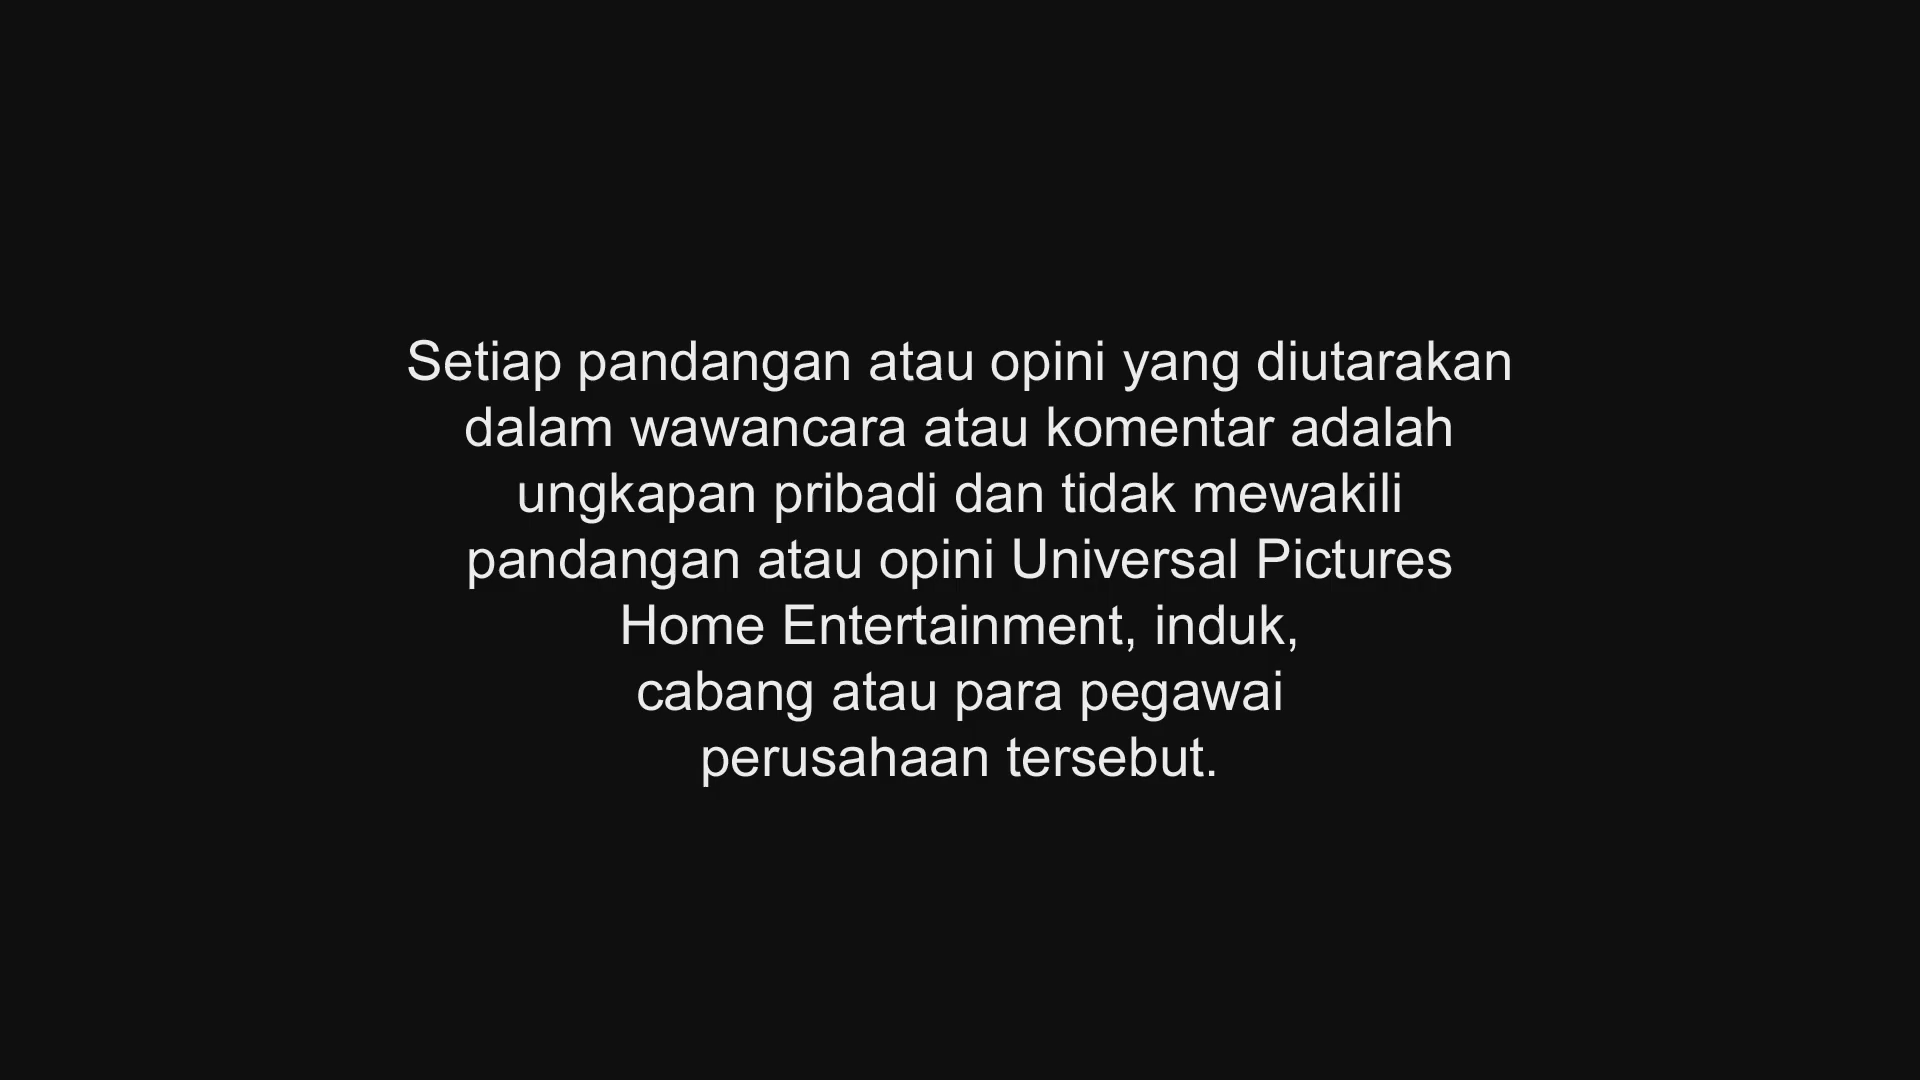 Setiap pandangan atau opini yang diutarakan
dalam wawancara atau komentar adalah
ungkapan pribadi dan tidak mewakili
pandangan atau opini Universal Pictures
Home Entertainment, induk,
cabang atau para pegawai
perusahaan tersebut.